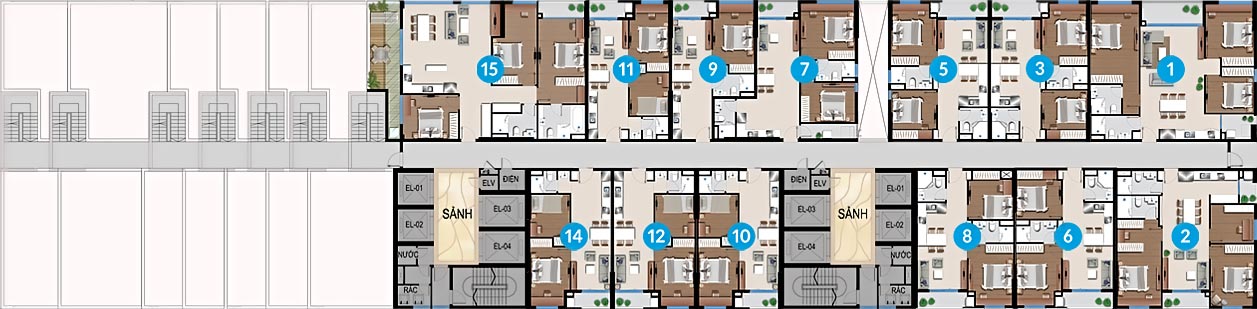 15
11
9
7
5
3
1
EL-01
EL-02
NƯỚC
RÁC
SẢNH
ELV
ĐIỆN
EL-03
EL-04
14
12
10
ĐIỆN
ELV
EL-03
EL-04
SẢNH
EL-01
EL-02
NƯỚC
RÁC
8
6
2